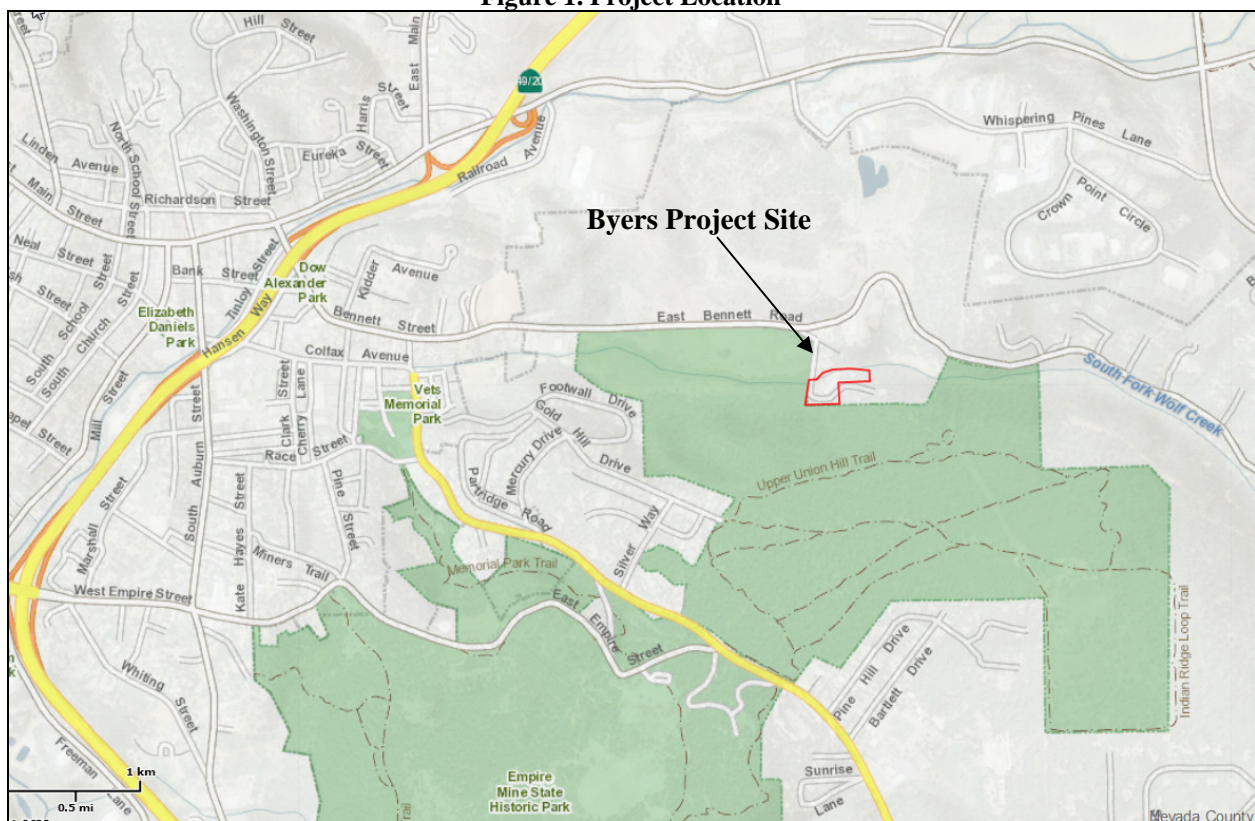 Figure 1. Project Location
Hill Street
East Main
49/20
Washington Street
Harris Street
Eureka Street
Railroad Avenue
Whispering Pines Lane
Crown Point Circle
Linden Avenue
North School Street
Main Street
Richardson Street
Byers Project Site
Neal Street
Bank Street
Tinloy Street
Dow Alexander Park
Kidder Avenue
South School Street
South Church Street
Elizabeth Daniels Park
Hansen Way
Bennett Street
East Bennett Road
Colfax Avenue
Mill Street
South Auburn Street
Clark Street
Cherry Lane
Vets Memorial Park
Footwall Drive
Gold Hill Drive
Mercury Drive
South Fork Wolf Creek
Race Street
Pine Street
Partridge Road
Upper Union Hill Trail
Marshall Street
Kate Hayes Street
Miners Trail
Silver Way
Memorial Park Trail
West Empire Street
East Empire Street
Whiting Street
Pine Hill Drive
Bartlett Drive
Indian Ridge Loop Trail
Freeman Lane
1 km
0.5 mi
Empire Mine State Historic Park
Sunrise Lane
Nevada County